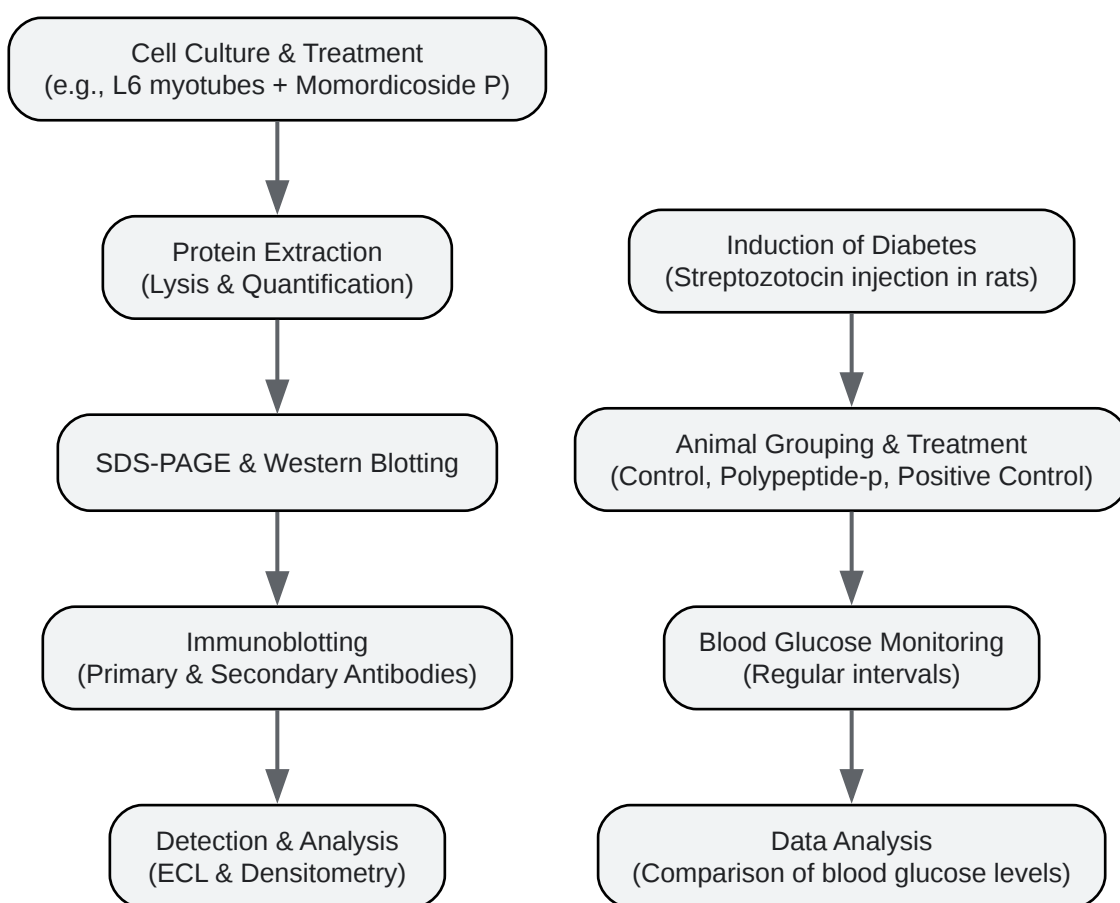 Cell Culture & Treatment
(e.g., L6 myotubes + Momordicoside P)
Protein Extraction
(Lysis & Quantification)
SDS-PAGE & Western Blotting
Immunoblotting
(Primary & Secondary Antibodies)
Detection & Analysis
(ECL & Densitometry)
Induction of Diabetes
(Streptozotocin injection in rats)
Animal Grouping & Treatment
(Control, Polypeptide-p, Positive Control)
Blood Glucose Monitoring
(Regular intervals)
Data Analysis
(Comparison of blood glucose levels)